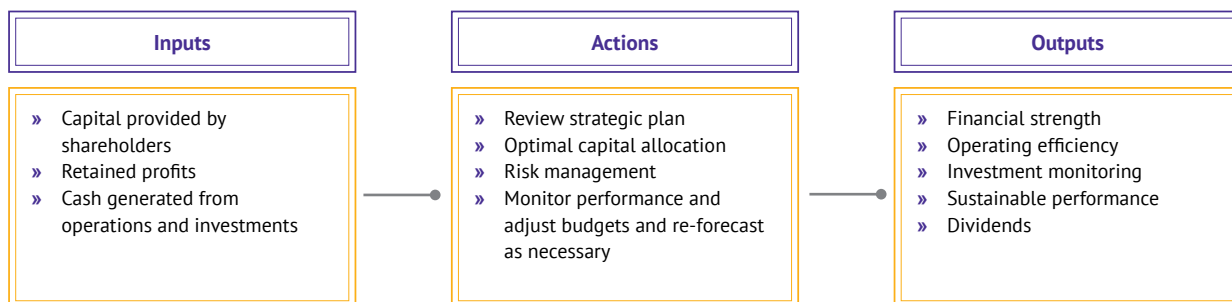 Inputs
» Capital provided by
shareholders
» Retained profits
» Cash generated from
operations and investments
Actions
» Review strategic plan
» Optimal capital allocation
» Risk management
» Monitor performance and
adjust budgets and re-forecast
as necessary
Outputs
» Financial strength
» Operating efficiency
» Investment monitoring
» Sustainable performance
» Dividends